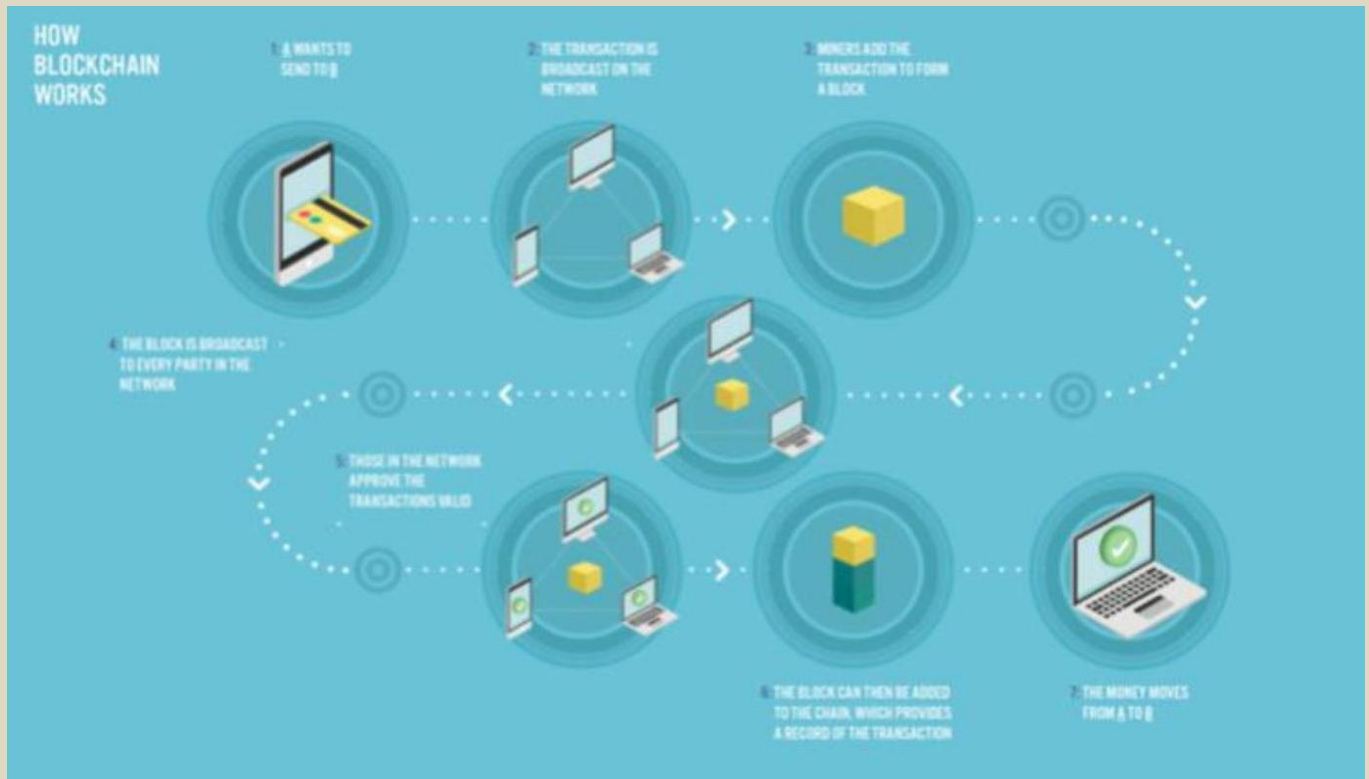 HOW
BLOCKCHAIN
WORKS
1: A WANTS TO
SEND TO B
2: THE TRANSACTION IS
BROADCAST ON THE
NETWORK
3: MINERS ADD THE
TRANSACTION TO FORM
A BLOCK
4: THE BLOCK IS BROADCAST
TO EVERY PARTY IN THE
NETWORK
5: THOSE IN THE NETWORK
APPROVE THE
TRANSACTIONS VALID
6: THE BLOCK CAN THEN BE ADDED
TO THE CHAIN, WHICH PROVIDES
A RECORD OF THE TRANSACTION
7: THE MONEY MOVES
FROM A TO B